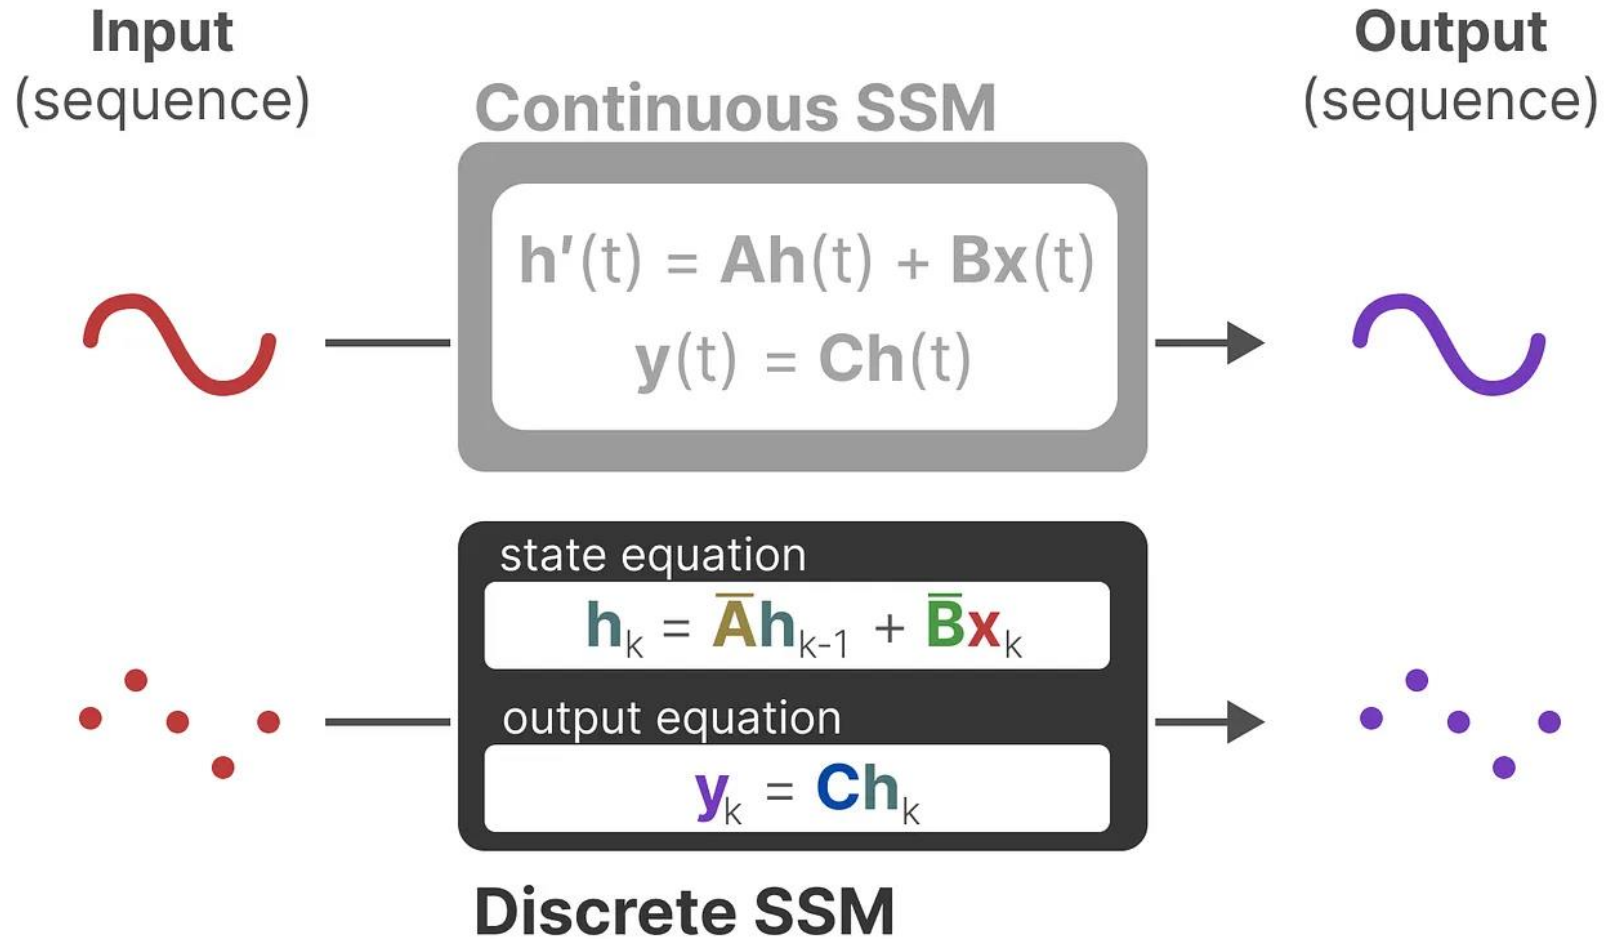 Input
(sequence)
Output
(sequence)
Continuous SSM
h′(t) = Ah(t) + Bx(t)
y(t) = Ch(t)
state equation
hₖ = A̅hₖ₋₁ + B̅xₖ
output equation
yₖ = Chₖ
Discrete SSM